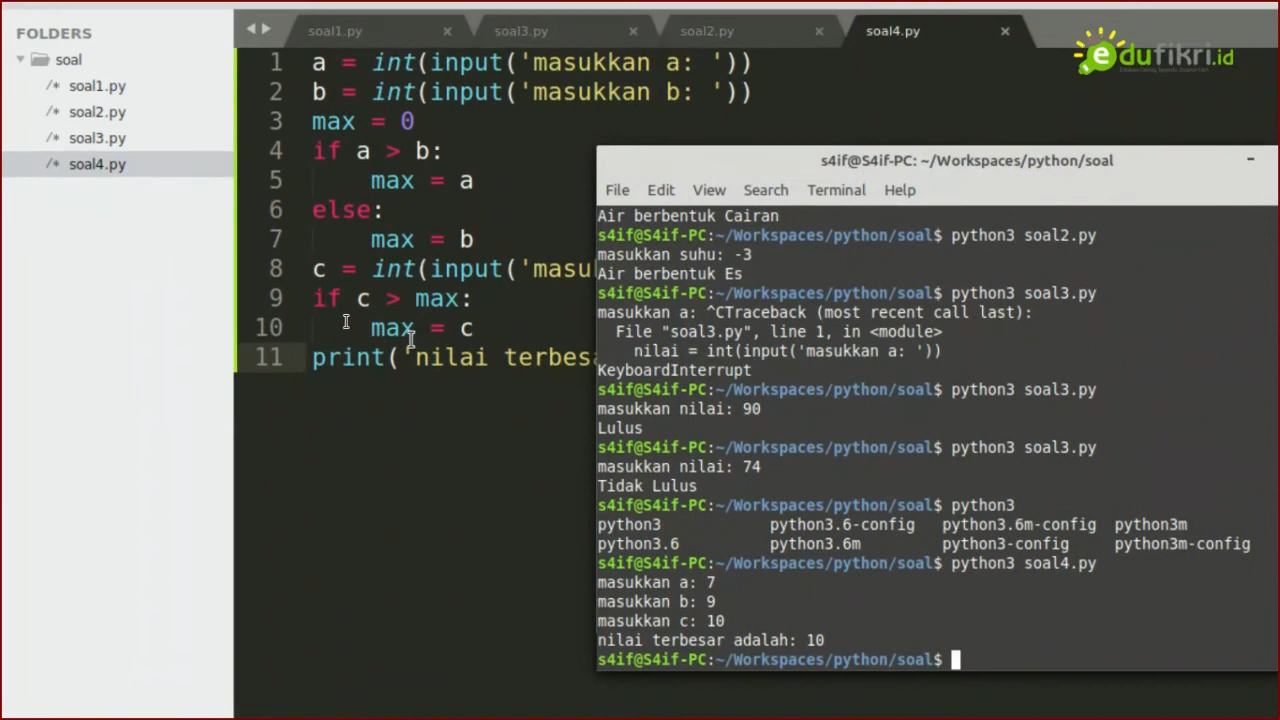 FOLDERS
soal
/* soal1.py
/* soal2.py
/* soal3.py
/* soal4.py
soal1.py × soal3.py × soal2.py × soal4.py ×
edufikri.id
1 a = int(input('masukkan a: '))
2 b = int(input('masukkan b: '))
3 max = 0
4 if a > b:
5 max = a
6 else:
7 max = b
8 c = int(input('masu
9 if c > max:
10 max = c
11 print('nilai terbesa
s4if@S4if-PC: ~/Workspaces/python/soal
File Edit View Search Terminal Help
Air berbentuk Cairan
s4if@S4if-PC:~/Workspaces/python/soal$ python3 soal2.py
masukkan suhu: -3
Air berbentuk Es
s4if@S4if-PC:~/Workspaces/python/soal$ python3 soal3.py
masukkan a: ^CTraceback (most recent call last):
File "soal3.py", line 1, in <module>
nilai = int(input('masukkan a: '))
KeyboardInterrupt
s4if@S4if-PC:~/Workspaces/python/soal$ python3 soal3.py
masukkan nilai: 90
Lulus
s4if@S4if-PC:~/Workspaces/python/soal$ python3 soal3.py
masukkan nilai: 74
Tidak Lulus
s4if@S4if-PC:~/Workspaces/python/soal$ python3
python3 python3.6-config python3.6m-config python3m
python3.6 python3.6m python3-config python3m-config
s4if@S4if-PC:~/Workspaces/python/soal$ python3 soal4.py
masukkan a: 7
masukkan b: 9
masukkan c: 10
nilai terbesar adalah: 10
s4if@S4if-PC:~/Workspaces/python/soal$